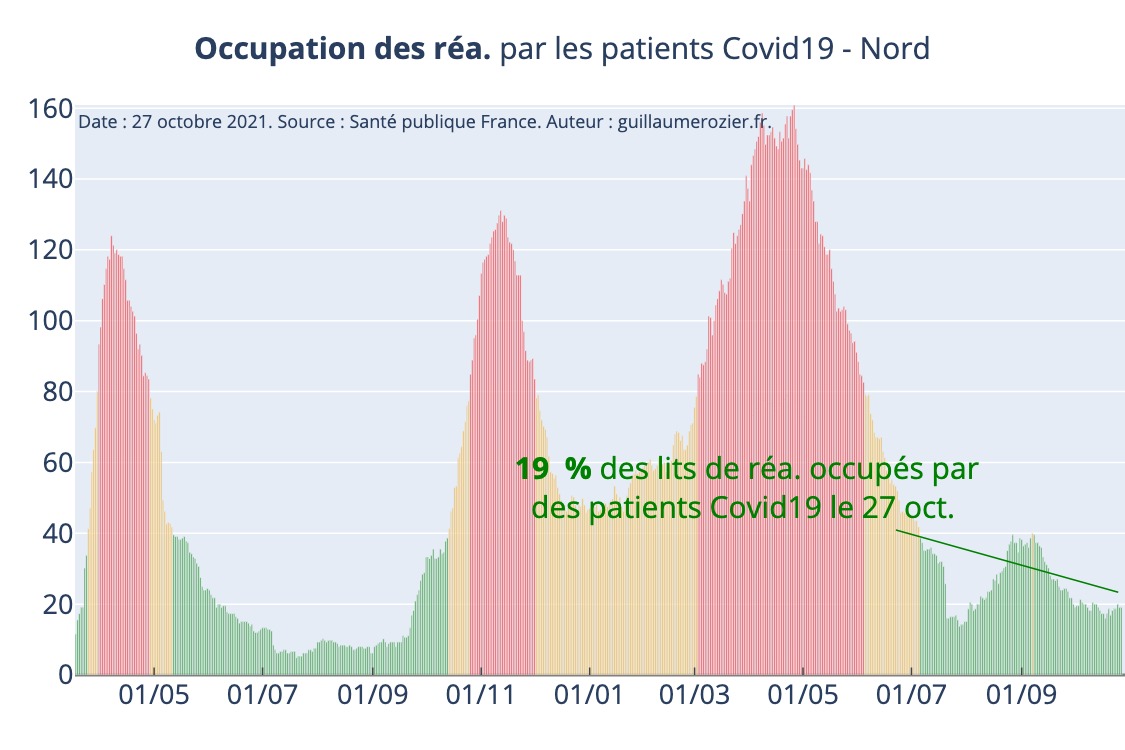 Occupation des réa. par les patients Covid19 - Nord
160
Date : 27 octobre 2021. Source : Santé publique France. Auteur : guillaumerozier.fr.
140
120
100
80
60
19 % des lits de réa. occupés par
des patients Covid19 le 27 oct.
40
20
0
01/05 01/07 01/09 01/11 01/01 01/03 01/05 01/07 01/09